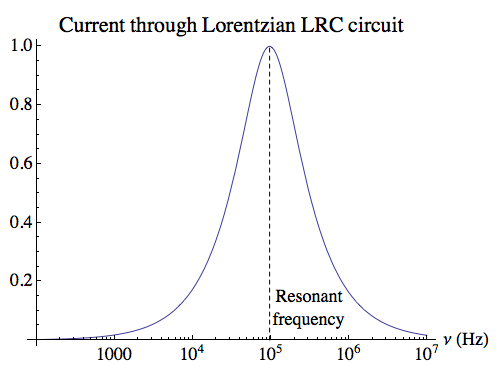 Current through Lorentzian LRC circuit
1.0
0.8
0.6
0.4
0.2
Resonant
frequency
1000 10⁴ 10⁵ 10⁶ 10⁷ ν (Hz)